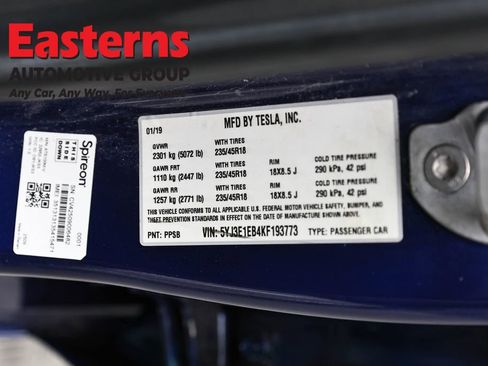 Easterns
AUTOMOTIVE GROUP
Any Car, Any Way, For Everyone
01/19
MFD BY TESLA, INC.
GVWR
2301 kg (5072 lb)
WITH TIRES
235/45R18
GAWR FRT
1110 kg (2447 lb)
WITH TIRES
235/45R18
RIM
18X8.5 J
COLD TIRE PRESSURE
290 kPa, 42 psi
GAWR RR
1257 kg (2771 lb)
WITH TIRES
235/45R18
RIM
18X8.5 J
COLD TIRE PRESSURE
290 kPa, 42 psi
THIS VEHICLE CONFORMS TO ALL APPLICABLE U.S. FEDERAL MOTOR VEHICLE SAFETY, BUMPER,
AND THEFT PREVENTION STANDARDS IN EFFECT ON THE DATE OF MANUFACTURE SHOWN ABOVE.
PNT: PPSB
VIN: 5YJ3E1EB4KF193773
TYPE: PASSENGER CAR
Spireon
THIS
SIDE
DOWN
0001